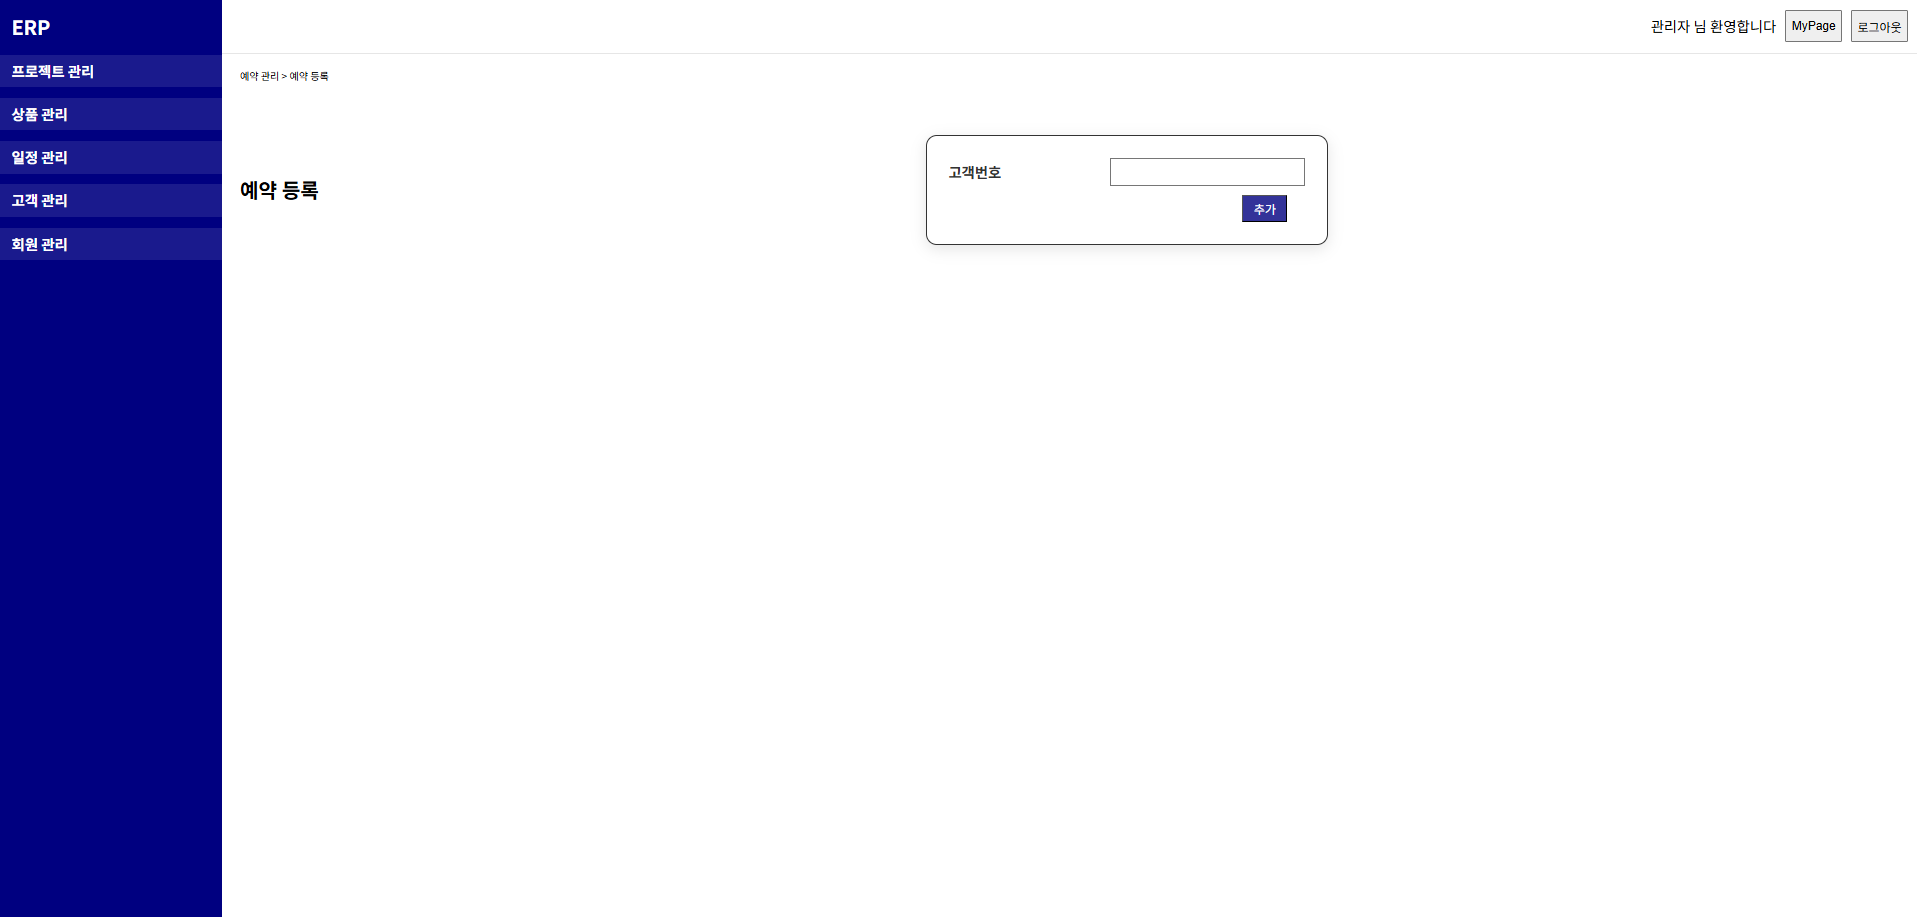 ERP
관리자 님 환영합니다 MyPage 로그아웃
프로젝트 관리
상품 관리
일정 관리
고객 관리
회원 관리
예약 관리 > 예약 등록
예약 등록
고객번호
추가